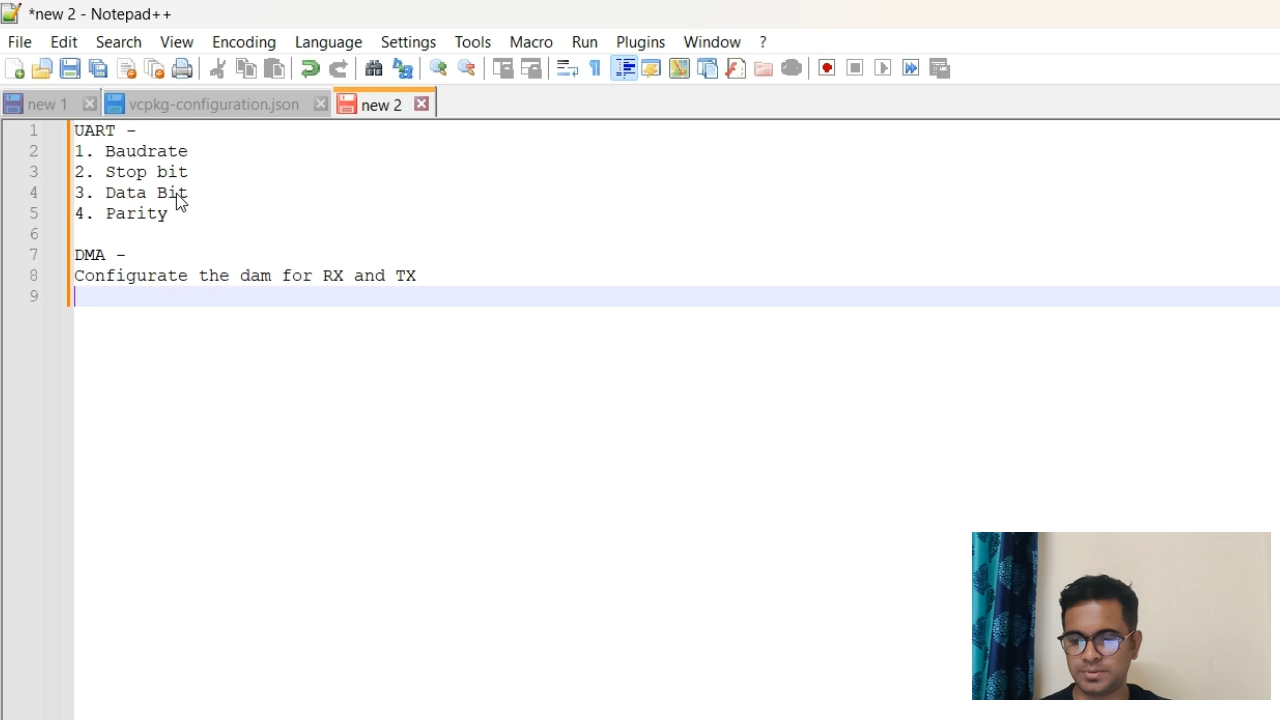 *new 2 - Notepad++
File Edit Search View Encoding Language Settings Tools Macro Run Plugins Window ?
new 1 vcpkg-configuration.json new 2
1 UART -
2 1. Baudrate
3 2. Stop bit
4 3. Data Bit
5 4. Parity
6
7 DMA -
8 Configurate the dam for RX and TX
9